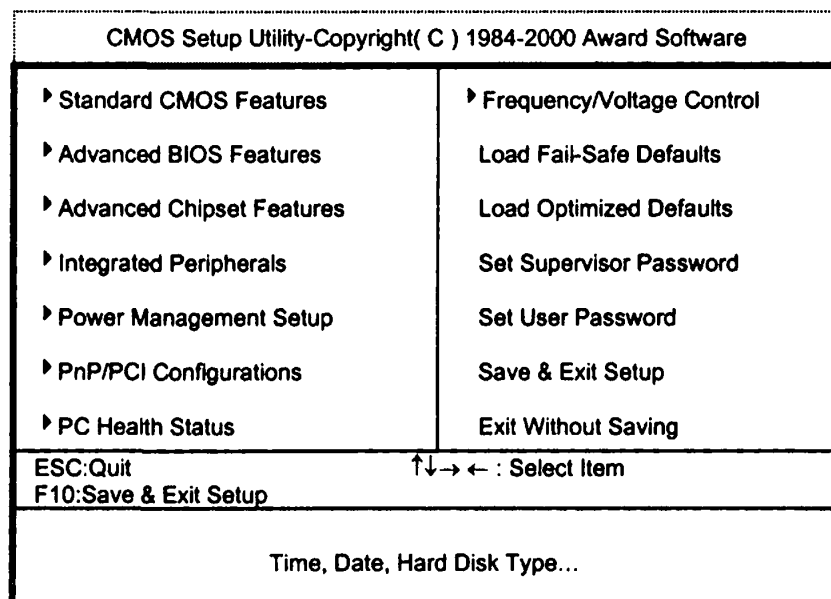 CMOS Setup Utility-Copyright( C ) 1984-2000 Award Software
▸ Standard CMOS Features
▸ Advanced BIOS Features
▸ Advanced Chipset Features
▸ Integrated Peripherals
▸ Power Management Setup
▸ PnP/PCI Configurations
▸ PC Health Status
▸ Frequency/Voltage Control
Load Fail-Safe Defaults
Load Optimized Defaults
Set Supervisor Password
Set User Password
Save & Exit Setup
Exit Without Saving
ESC:Quit ↑↓→ ← : Select Item
F10:Save & Exit Setup
Time, Date, Hard Disk Type...